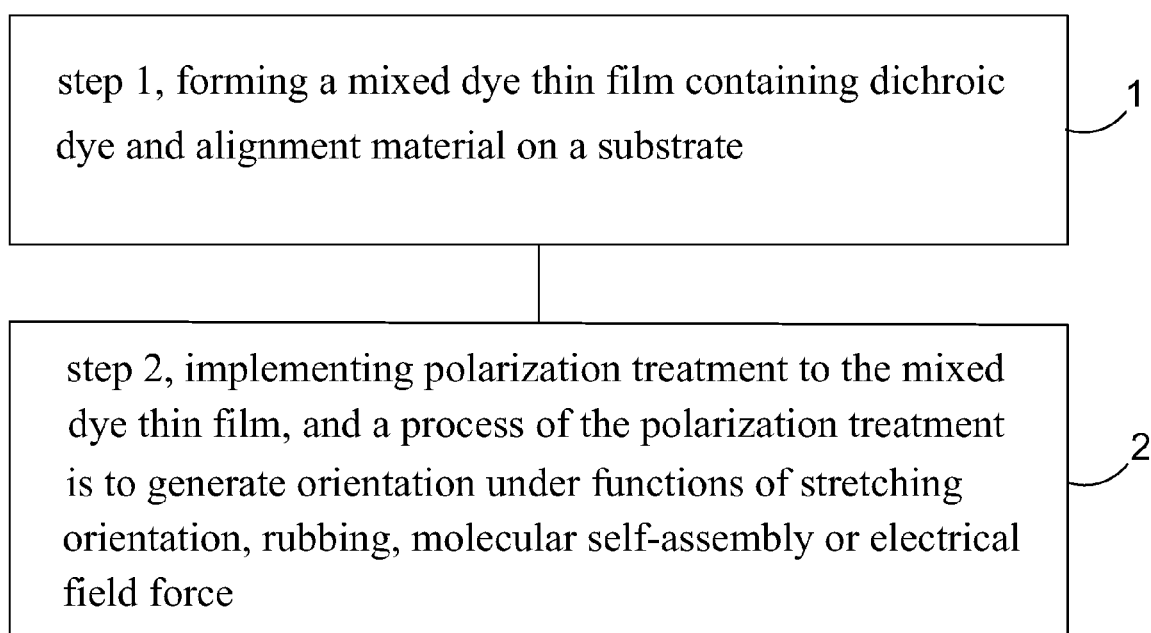 step 1, forming a mixed dye thin film containing dichroic
dye and alignment material on a substrate
1
step 2, implementing polarization treatment to the mixed
dye thin film, and a process of the polarization treatment
is to generate orientation under functions of stretching
orientation, rubbing, molecular self-assembly or electrical
field force
2